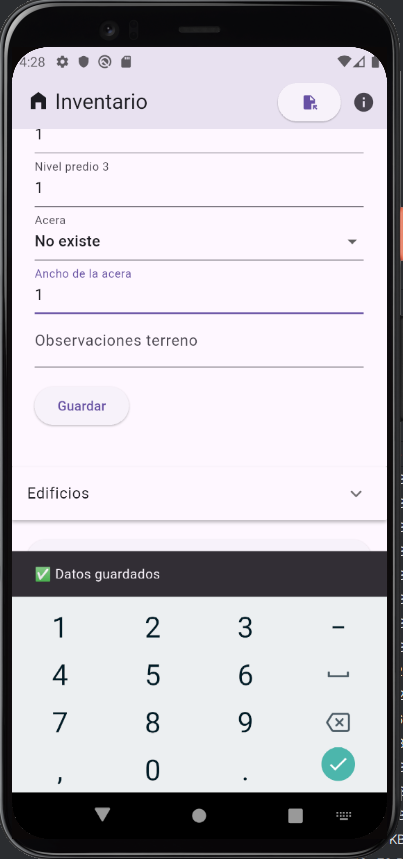 4:28
Inventario
1
Nivel predio 3
1
Acera
No existe
Ancho de la acera
1
Observaciones terreno
Guardar
Edificios
✅ Datos guardados
1 2 3 -
4 5 6
7 8 9
, 0 .
KB